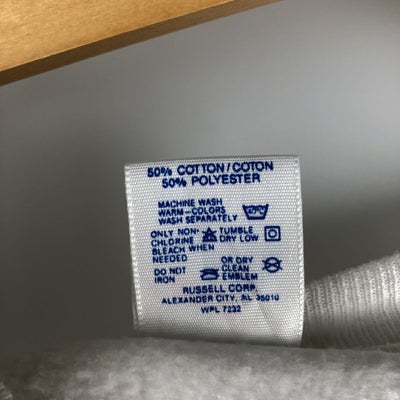 50% COTTON/COTON
50% POLYESTER
MACHINE WASH
WARM-COLORS
WASH SEPARATELY
ONLY NON-
CHLORINE
BLEACH WHEN
NEEDED
TUMBLE
DRY LOW
DO NOT
IRON
OR DRY
CLEAN
EMBLEM
RUSSELL CORP.
ALEXANDER CITY, AL 35010
WPL 7232